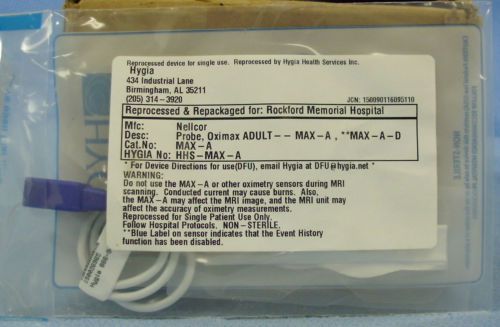 Reprocessed device for single use. Reprocessed by Hygia Health Services Inc.
Hygia
434 Industrial Lane
Birmingham, AL 35211
(205) 314-3920
JCN: 150090116095110
Reprocessed & Repackaged for: Rockford Memorial Hospital
Mfc: Nellcor
Desc: Probe, Oximax ADULT -- MAX-A , **MAX-A-D
Cat.No: MAX-A
HYGIA No: HHS-MAX-A
* For Device Directions for use(DFU), email Hygia at DFU@hygia.net *
WARNING:
Do not use the MAX-A or other oximetry sensors during MRI
scanning. Conducted current may cause burns. Also,
the MAX-A may affect the MRI image, and the MRI unit may
affect the accuracy of oximetry measurements.
Reprocessed for Single Patient Use Only.
Follow Hospital Protocols. NON-STERILE.
**Blue Label on sensor indicates that the Event History
function has been disabled.
NON STERILE